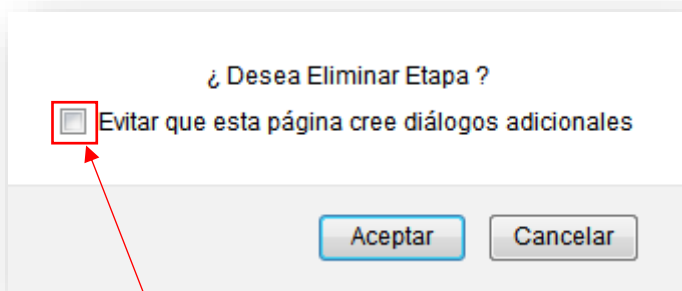 ¿ Desea Eliminar Etapa ?
Evitar que esta página cree diálogos adicionales
Aceptar Cancelar